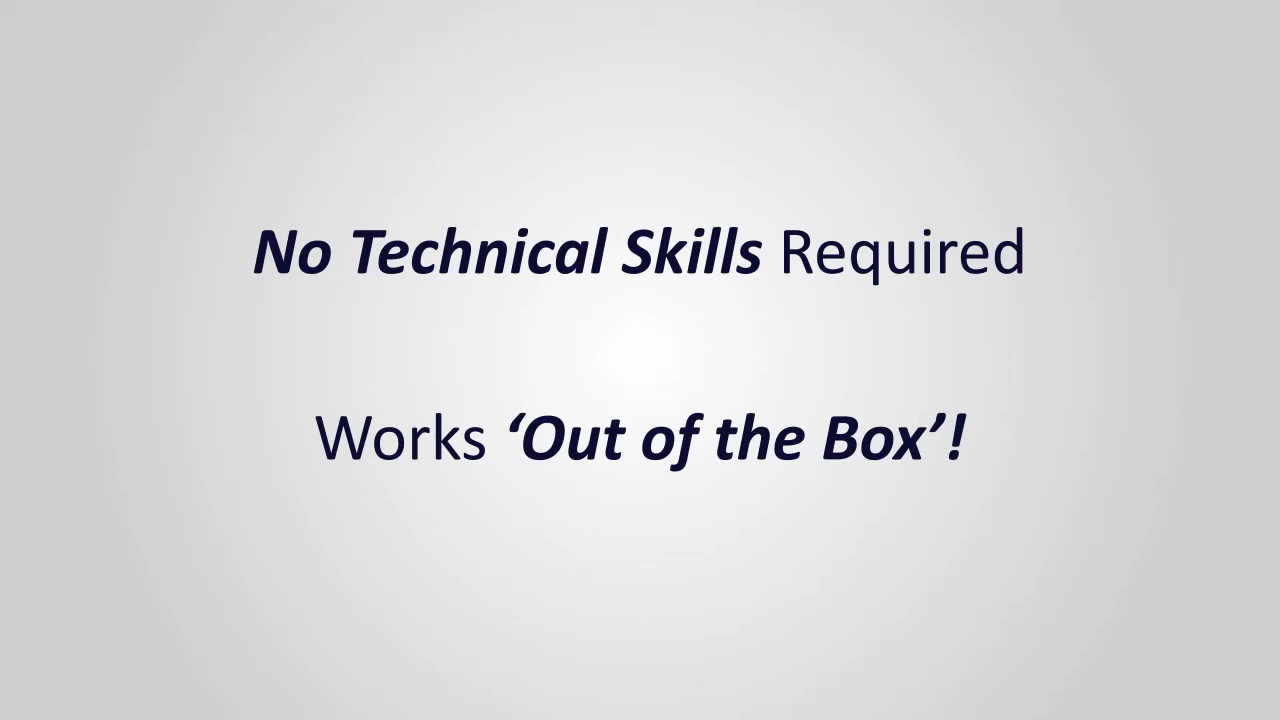 No Technical Skills Required
Works ‘Out of the Box’!